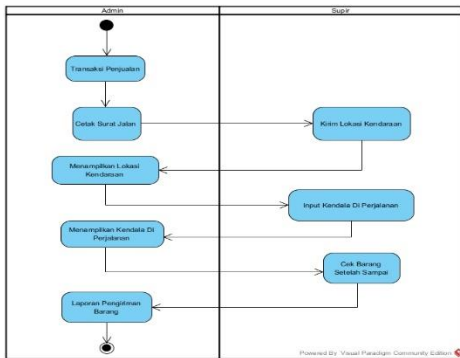 Admin
Supir
Transaksi Penjualan
Cetak Surat Jalan
Kirim Lokasi Kendaraan
Menampilkan Lokasi
Kendaraan
Input Kendala Di Perjalanan
Menampilkan Kendala Di
Perjalanan
Cek Barang
Setelah Sampai
Laporan Pengiriman
Barang
Powered By Visual Paradigm Community Edition